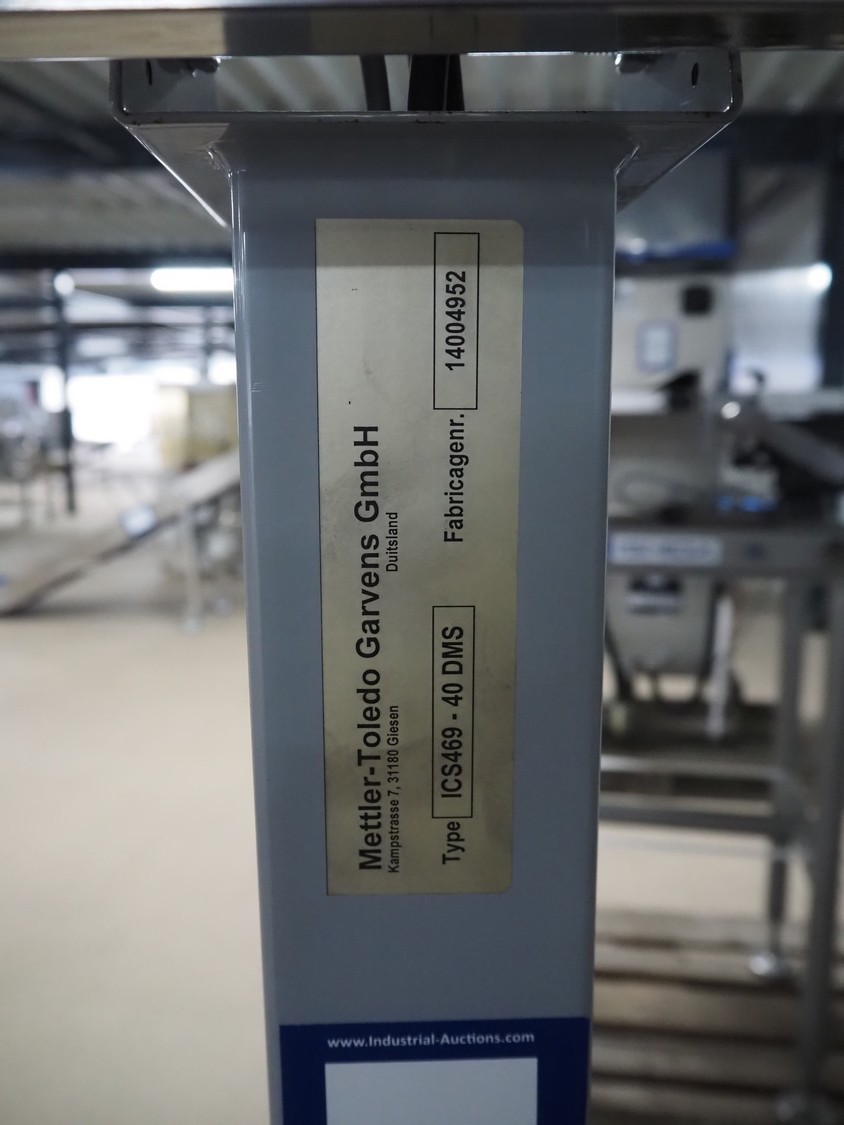 Mettler-Toledo Garvens GmbH
Kampstrasse 7, 31180 Giesen
Duitsland
Type ICS469 - 40 DMS
Fabricagenr. 14004952
www.Industrial-Auctions.com